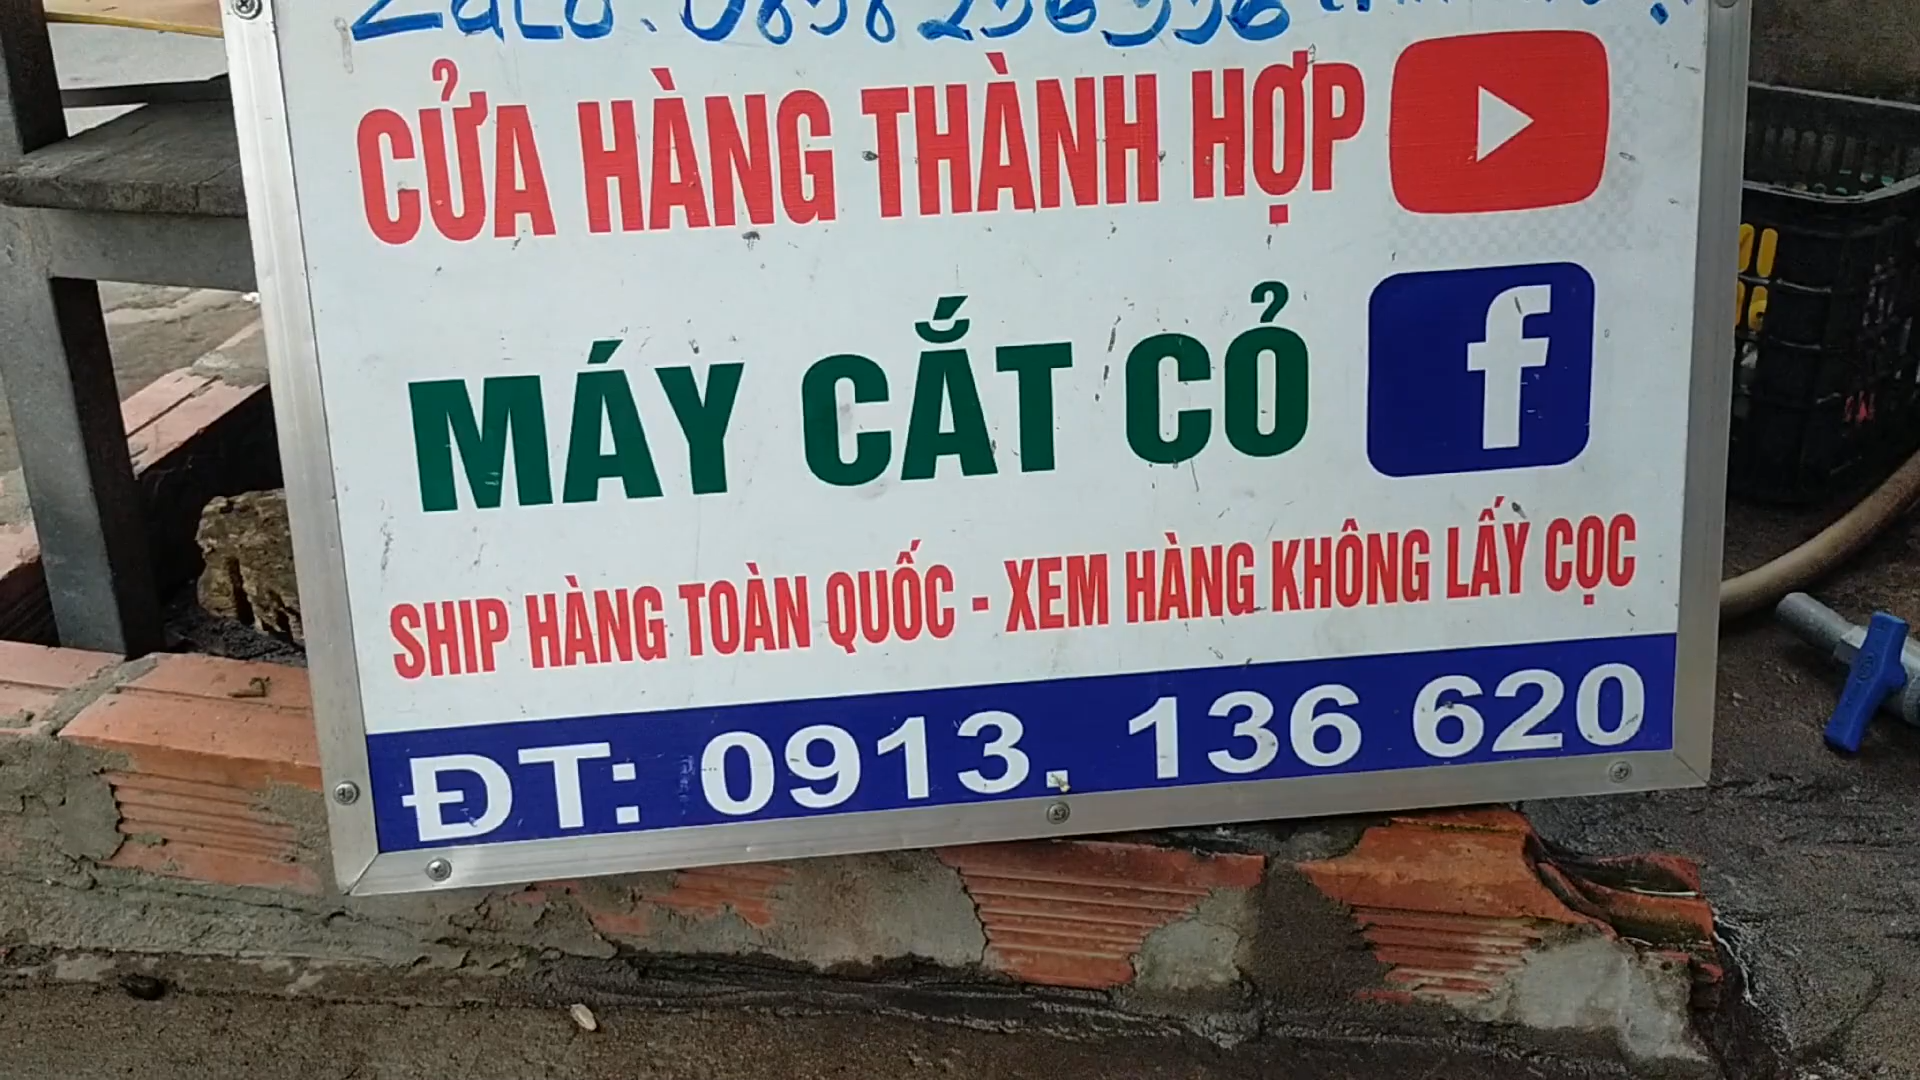 CỬA HÀNG THÀNH HỢP
MÁY CẮT CỎ
f
SHIP HÀNG TOÀN QUỐC - XEM HÀNG KHÔNG LẤY CỌC
ĐT: 0913. 136 620